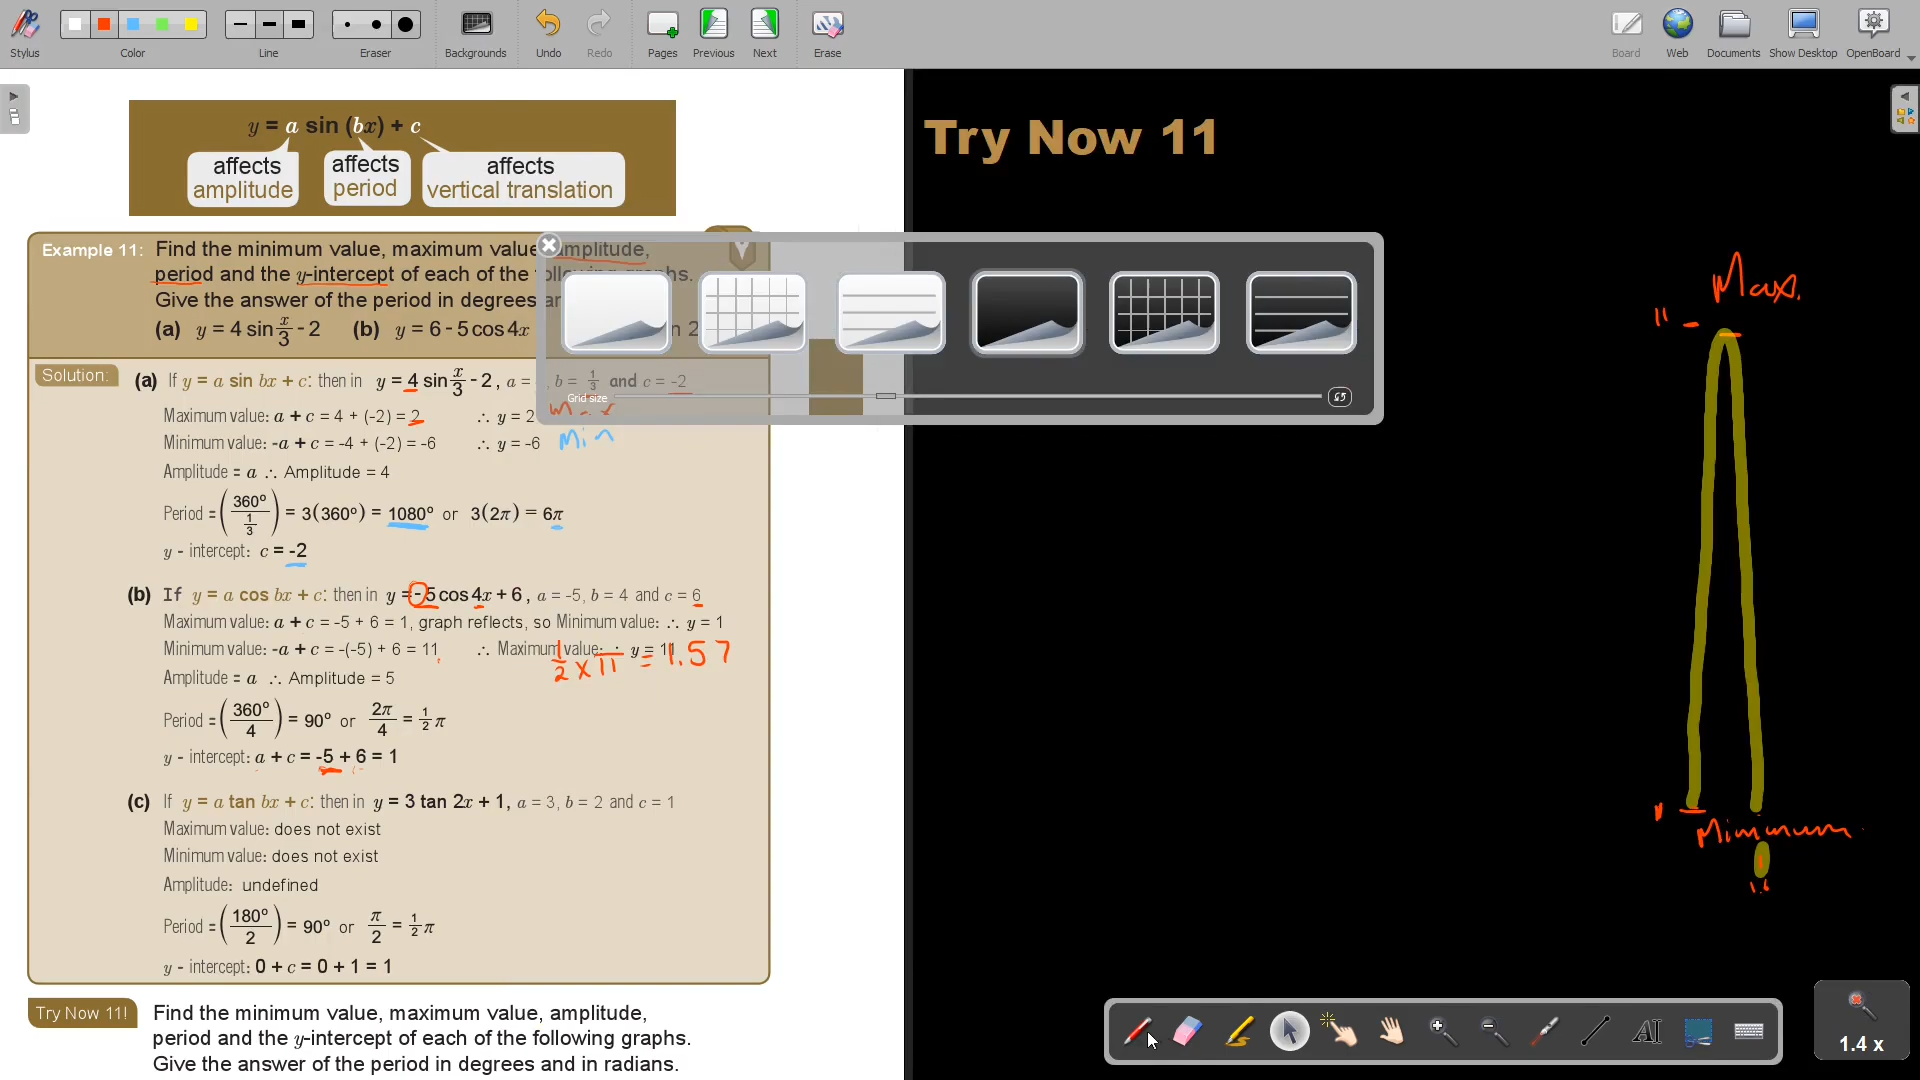 Stylus
Color
Line
Eraser
Backgrounds
Undo
Redo
Pages
Previous
Next
Erase
Board
Web
Documents
Show Desktop
OpenBoard
y = a sin (bx) + c
affects amplitude
affects period
affects vertical translation
Try Now 11
Example 11: Find the minimum value, maximum value, amplitude,
period and the y-intercept of each of the following graphs.
Give the answer of the period in degrees
(a) y = 4 sin x/3 - 2 (b) y = 6 - 5 cos 4x
Grid size
Solution:
(a) If y = a sin bx + c: then in y = 4 sin x/3 - 2, a = b = 1/3 and c = -2
Maximum value: a + c = 4 + (-2) = 2 ∴ y = 2 Max
Minimum value: -a + c = -4 + (-2) = -6 ∴ y = -6 Min
Amplitude = a ∴ Amplitude = 4
Period = (360º / 1/3) = 3(360º) = 1080º or 3(2π) = 6π
y - intercept: c = -2
(b) If y = a cos bx + c: then in y = -5 cos 4x + 6, a = -5, b = 4 and c = 6
Maximum value: a + c = -5 + 6 = 1, graph reflects, so Minimum value: ∴ y = 1
Minimum value: -a + c = -(-5) + 6 = 11 ∴ Maximum value: ∴ y = 11
1/2 × π = 1.57
Amplitude = a ∴ Amplitude = 5
Period = (360º / 4) = 90º or 2π/4 = 1/2 π
y - intercept: a + c = -5 + 6 = 1
(c) If y = a tan bx + c: then in y = 3 tan 2x + 1, a = 3, b = 2 and c = 1
Maximum value: does not exist
Minimum value: does not exist
Amplitude: undefined
Period = (180º / 2) = 90º or π/2 = 1/2 π
y - intercept: 0 + c = 0 + 1 = 1
Try Now 11! Find the minimum value, maximum value, amplitude,
period and the y-intercept of each of the following graphs.
Give the answer of the period in degrees and in radians.
Max.
11
1
Minimum
1.4 x